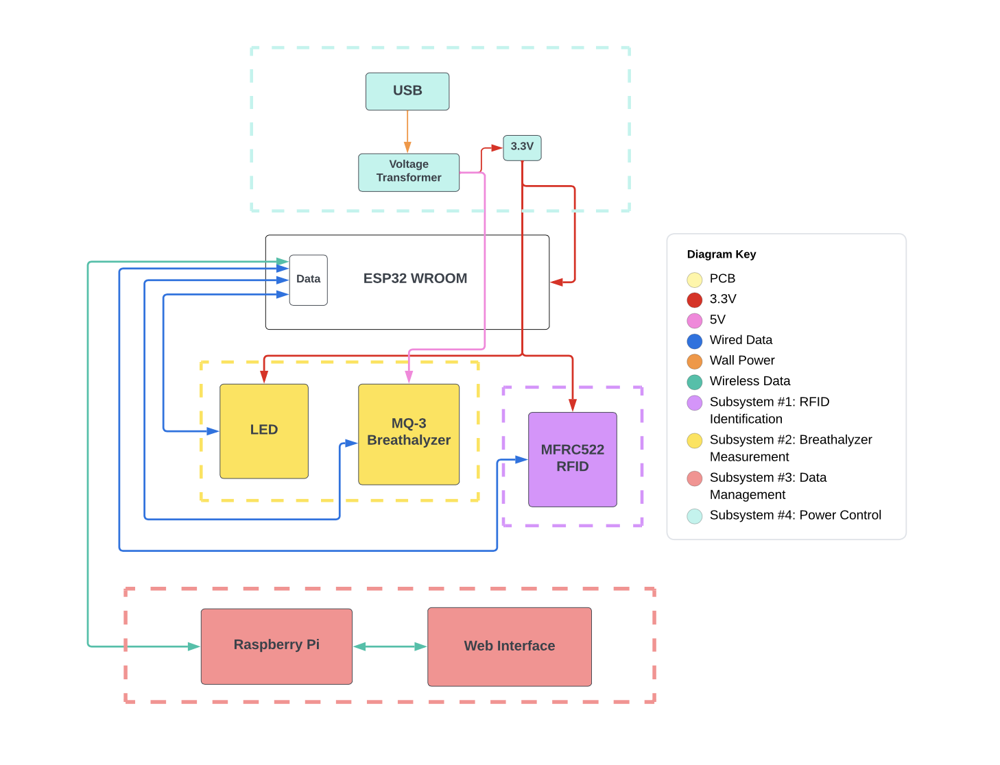 USB
Voltage
Transformer
3.3V
Data
ESP32 WROOM
LED
MQ-3
Breathalyzer
MFRC522
RFID
Raspberry Pi
Web Interface
Diagram Key
PCB
3.3V
5V
Wired Data
Wall Power
Wireless Data
Subsystem #1: RFID
Identification
Subsystem #2: Breathalyzer
Measurement
Subsystem #3: Data
Management
Subsystem #4: Power Control